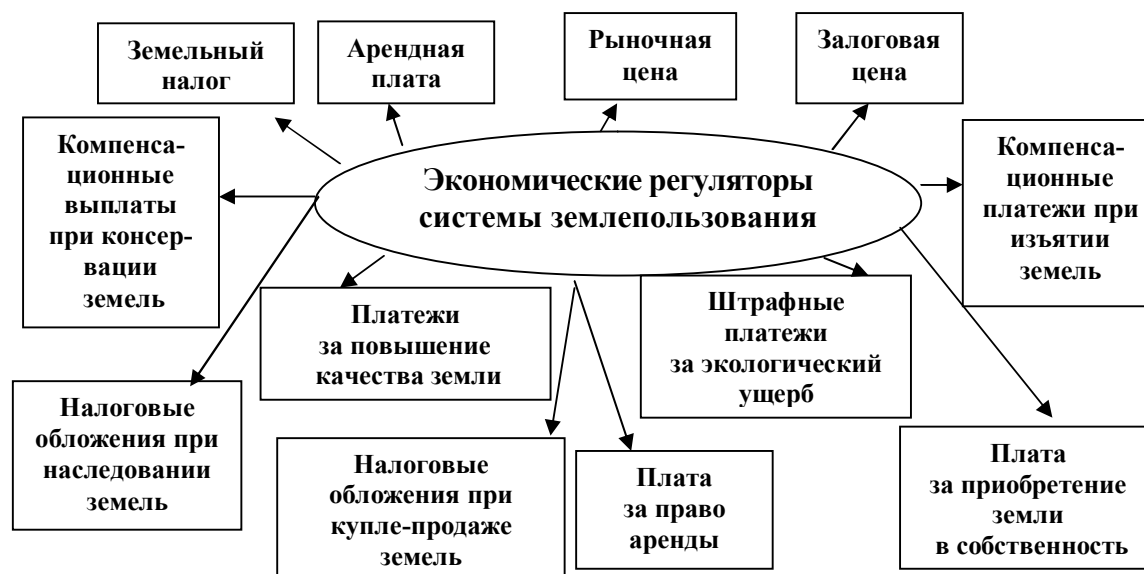 Земельный
налог
Арендная
плата
Рыночная
цена
Залоговая
цена
Компенса-
ционные
выплаты
при консер-
вации
земель
Экономические регуляторы
системы землепользования
Компенса-
ционные
платежи при
изъятии
земель
Платежи
за повышение
качества земли
Штрафные
платежи
за экологический
ущерб
Налоговые
обложения при
наследовании
земель
Налоговые
обложения при
купле-продаже
земель
Плата
за право
аренды
Плата
за приобретение
земли
в собственность